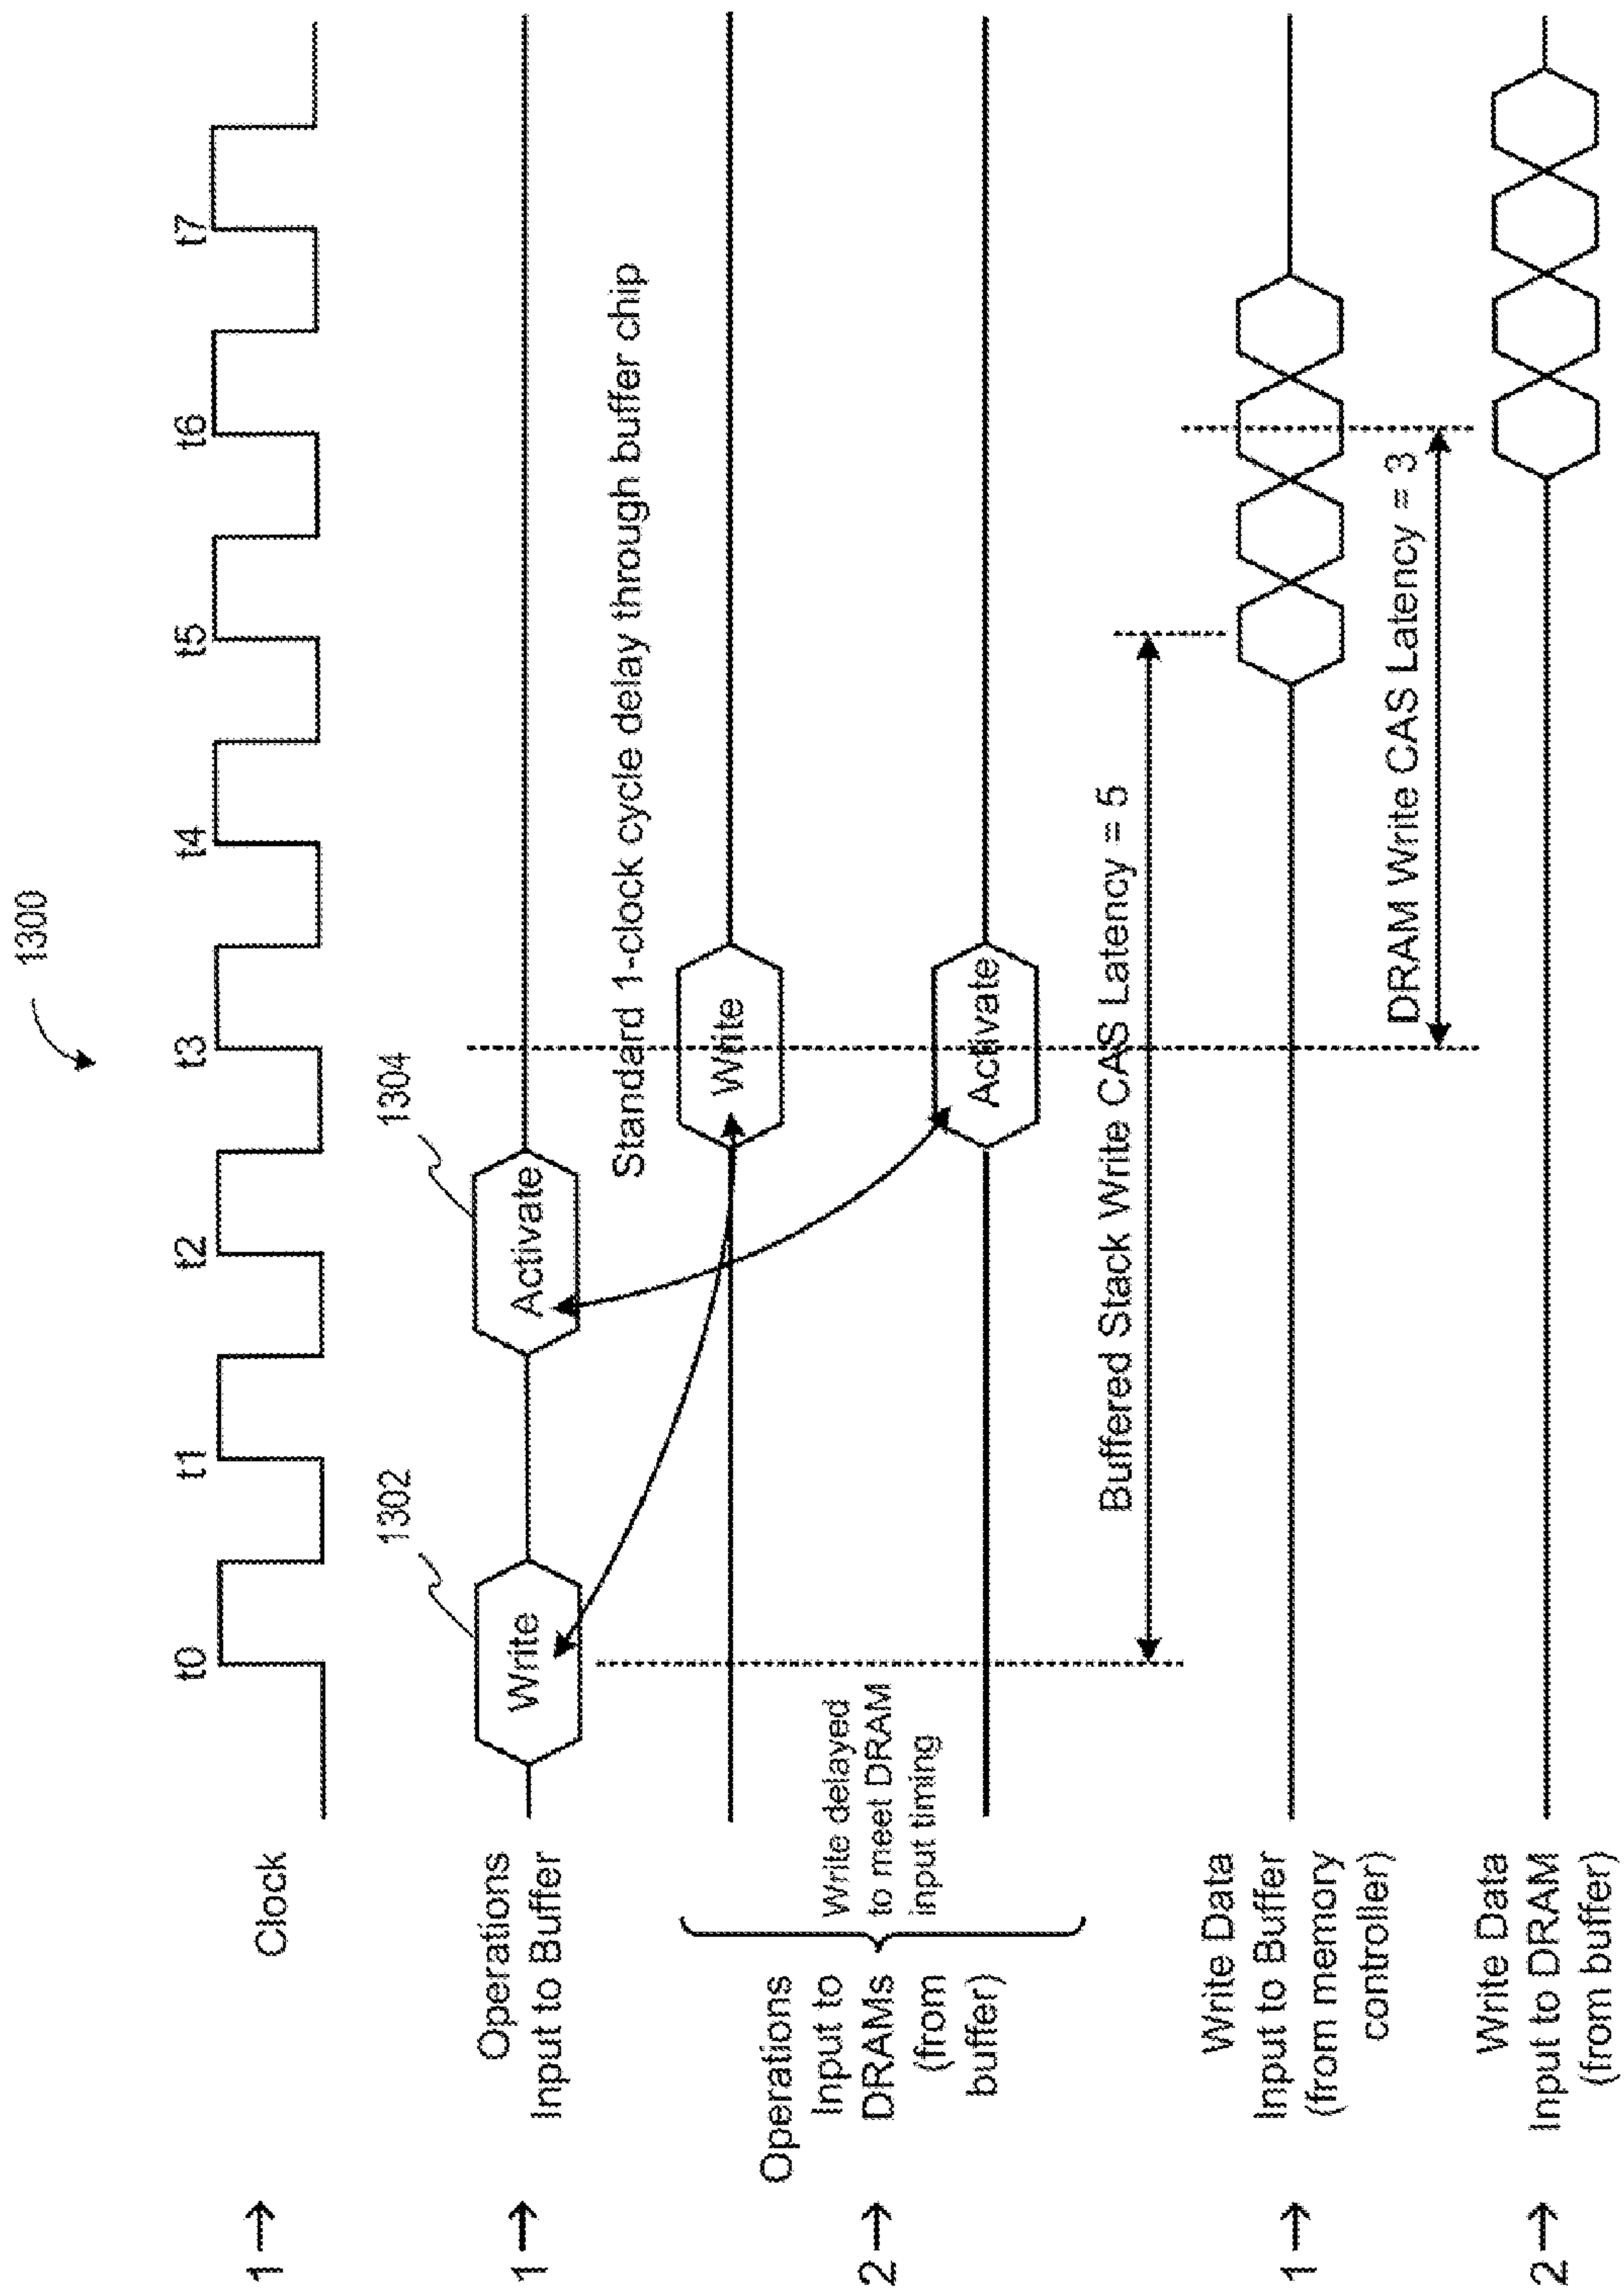 1300
t0 t1 t2 t3 t4 t5 t6 t7
1→ Clock
1302
1304
1→ Operations
Input to Buffer
Write
Activate
Standard 1-clock cycle delay through buffer chip
2→ Operations
Input to
DRAMs
(from
buffer)
Write delayed
to meet DRAM
input timing
Write
Activate
Buffered Stack Write CAS Latency = 5
1→ Write Data
Input to Buffer
(from memory
controller)
DRAM Write CAS Latency = 3
2→ Write Data
Input to DRAM
(from buffer)